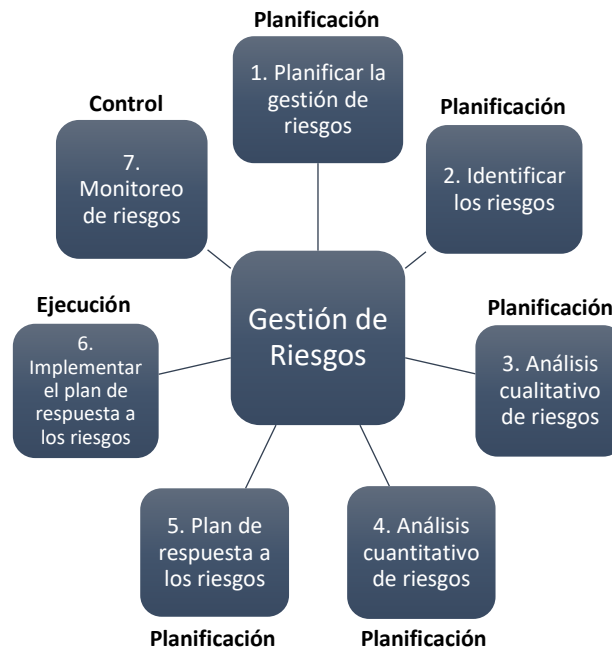 Planificación
1. Planificar la
gestión de
riesgos
Planificación
2. Identificar
los riesgos
Planificación
3. Análisis
cualitativo
de riesgos
4. Análisis
cuantitativo
de riesgos
Planificación
5. Plan de
respuesta a
los riesgos
Planificación
Ejecución
6.
Implementar
el plan de
respuesta a
los riesgos
Control
7.
Monitoreo
de riesgos
Gestión de
Riesgos